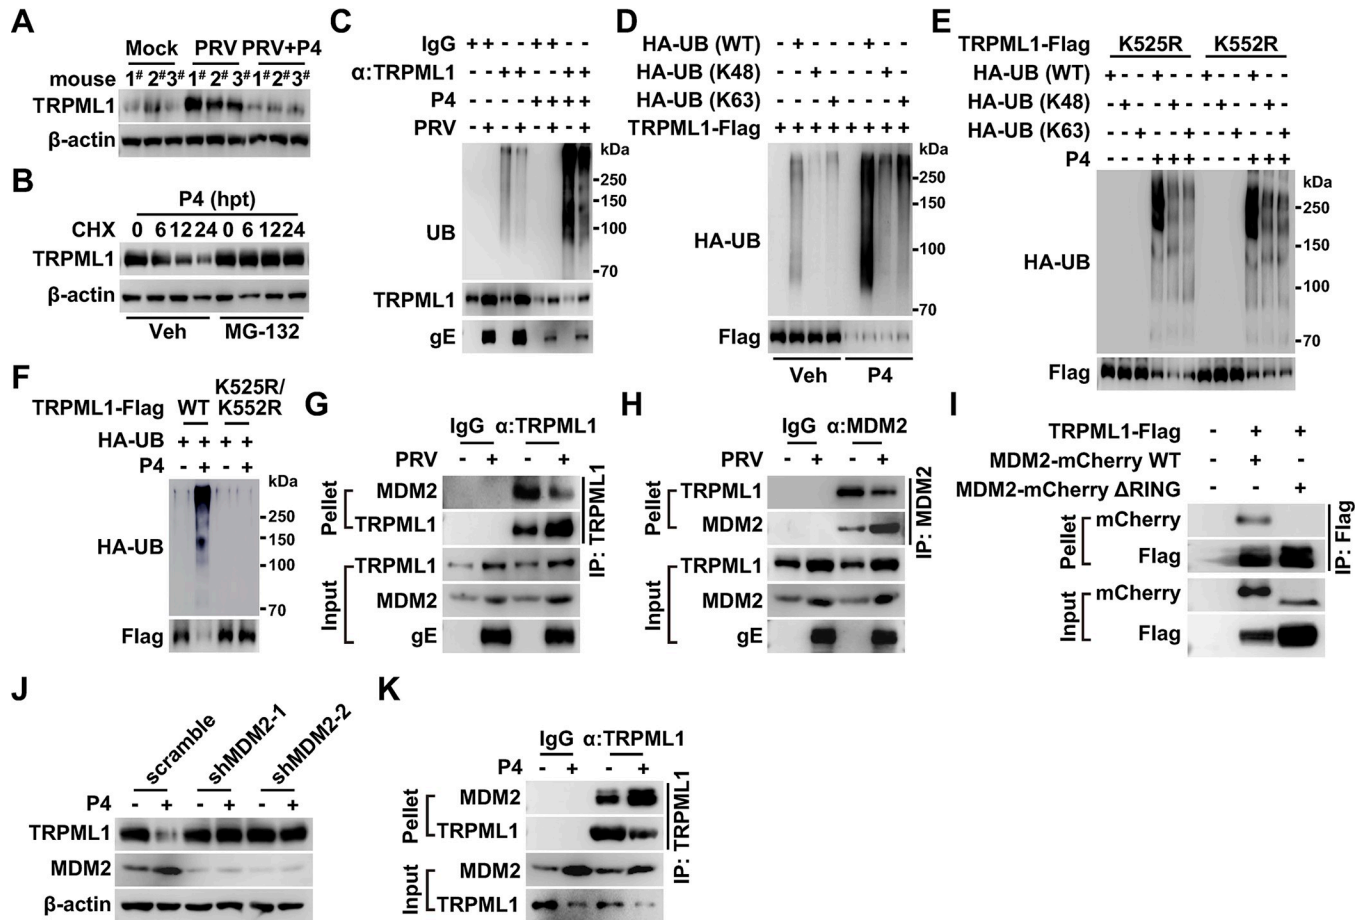 A
Mock PRV PRV+P4
mouse 1# 2# 3# 1# 2# 3# 1# 2# 3#
TRPML1
β-actin
B
P4 (hpt)
CHX 0 6 12 24 0 6 12 24
TRPML1
β-actin
Veh MG-132
C
IgG + + - - + + - -
α:TRPML1 - - + + - - + +
P4 - - - - + + + +
PRV - + - + - + - +
kDa
-250
-150
UB
-100
-70
TRPML1
gE
D
HA-UB (WT) - + - - - + - -
HA-UB (K48) - - + - - - + -
HA-UB (K63) - - - + - - - +
TRPML1-Flag + + + + + + + +
kDa
-250
-150
HA-UB
-100
-70
Flag
Veh P4
E
TRPML1-Flag K525R K552R
HA-UB (WT) + - - + - - + - - + - -
HA-UB (K48) - + - - + - - + - - + -
HA-UB (K63) - - + - - + - - + - - +
P4 - - - + + + - - - + + +
kDa
-250
-150
HA-UB
-100
-70
Flag
F
TRPML1-Flag WT K525R/
K552R
HA-UB + + + +
P4 - + - +
kDa
-250
-150
HA-UB
-100
-70
Flag
G
IgG α:TRPML1
PRV - + - +
Pellet
MDM2
TRPML1
IP: TRPML1
Input
TRPML1
MDM2
gE
H
IgG α:MDM2
PRV - + - +
Pellet
TRPML1
MDM2
IP: MDM2
Input
TRPML1
MDM2
gE
I
TRPML1-Flag - + +
MDM2-mCherry WT - + -
MDM2-mCherry ΔRING - - +
Pellet
mCherry
Flag
IP: Flag
Input
mCherry
Flag
J
scramble shMDM2-1 shMDM2-2
P4 - + - + - +
TRPML1
MDM2
β-actin
K
IgG α:TRPML1
P4 - + - +
Pellet
MDM2
TRPML1
IP: TRPML1
Input
MDM2
TRPML1